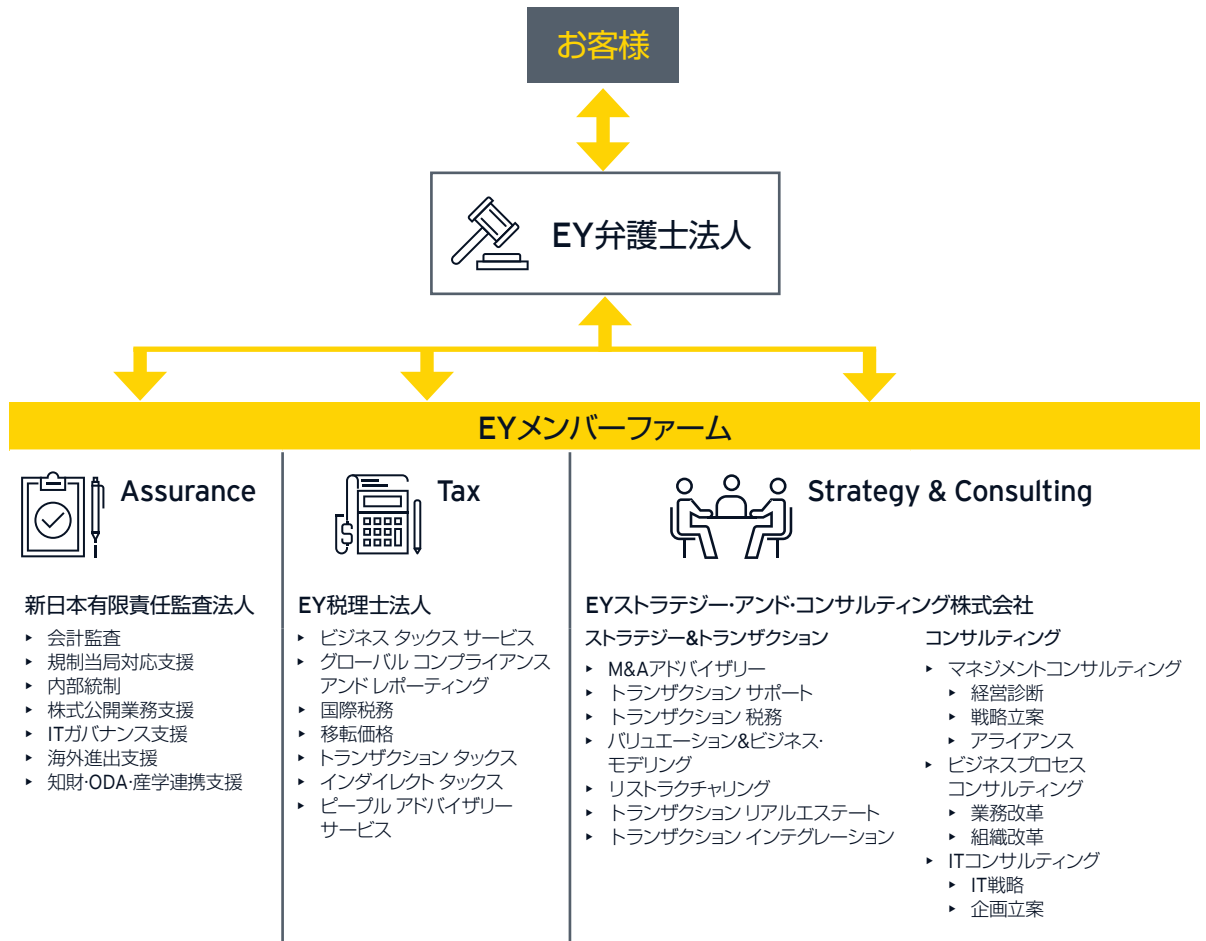 お客様
EY弁護士法人
EYメンバーファーム
Assurance
新日本有限責任監査法人
▸ 会計監査
▸ 規制当局対応支援
▸ 内部統制
▸ 株式公開業務支援
▸ ITガバナンス支援
▸ 海外進出支援
▸ 知財・ODA・産学連携支援
Tax
EY税理士法人
▸ ビジネス タックス サービス
▸ グローバル コンプライアンス
アンド レポーティング
▸ 国際税務
▸ 移転価格
▸ トランザクション タックス
▸ インダイレクト タックス
▸ ピープル アドバイザリー
サービス
Strategy & Consulting
EYストラテジー・アンド・コンサルティング株式会社
ストラテジー&トランザクション
▸ M&Aアドバイザリー
▸ トランザクション サポート
▸ トランザクション 税務
▸ バリュエーション&ビジネス・
モデリング
▸ リストラクチャリング
▸ トランザクション リアルエステート
▸ トランザクション インテグレーション
コンサルティング
▸ マネジメントコンサルティング
▸ 経営診断
▸ 戦略立案
▸ アライアンス
▸ ビジネスプロセス
コンサルティング
▸ 業務改革
▸ 組織改革
▸ ITコンサルティング
▸ IT戦略
▸ 企画立案